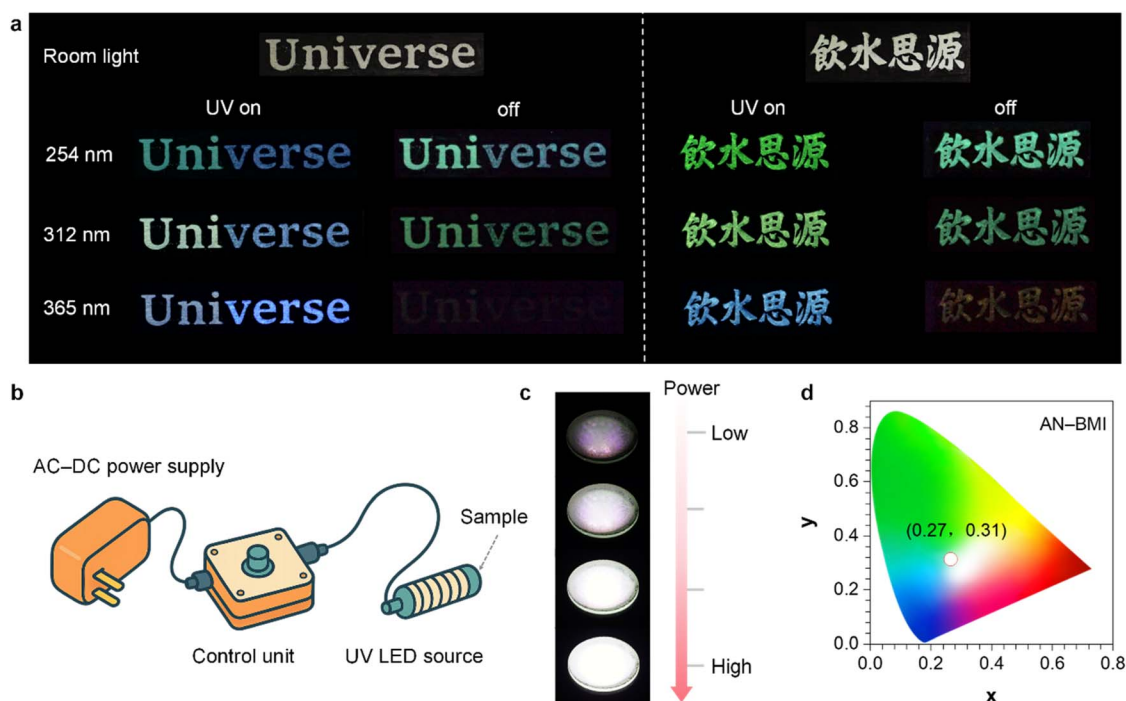 a
Room light
Universe
飲水思源
UV on
off
UV on
off
254 nm
Universe
Universe
飲水思源
飲水思源
312 nm
Universe
Universe
飲水思源
飲水思源
365 nm
Universe
Universe
飲水思源
飲水思源
b
AC–DC power supply
Sample
Control unit
UV LED source
c
Power
Low
High
d
AN–BMI
(0.27, 0.31)
y
0.8
0.6
0.4
0.2
0.0
0.0 0.2 0.4 0.6 0.8
x